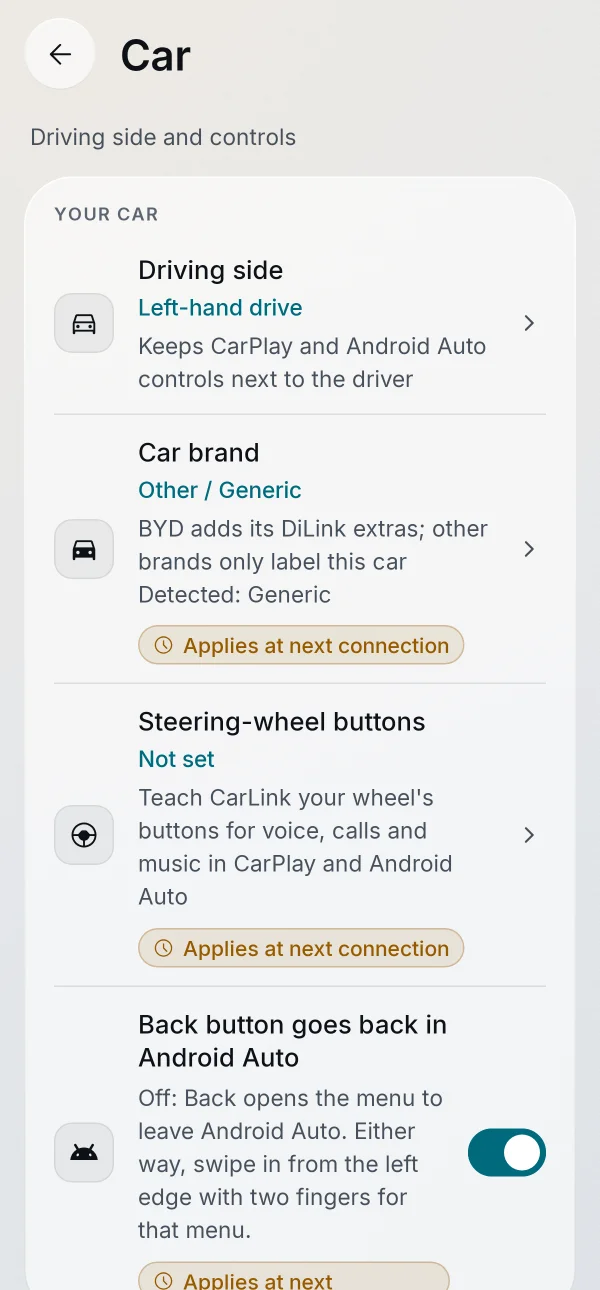 Car
Driving side and controls
YOUR CAR
Driving side
Left-hand drive
Keeps CarPlay and Android Auto
controls next to the driver
Car brand
Other / Generic
BYD adds its DiLink extras; other
brands only label this car
Detected: Generic
Applies at next connection
Steering-wheel buttons
Not set
Teach CarLink your wheel's
buttons for voice, calls and
music in CarPlay and Android
Auto
Applies at next connection
Back button goes back in
Android Auto
Off: Back opens the menu to
leave Android Auto. Either
way, swipe in from the left
edge with two fingers for
that menu.
Applies at next